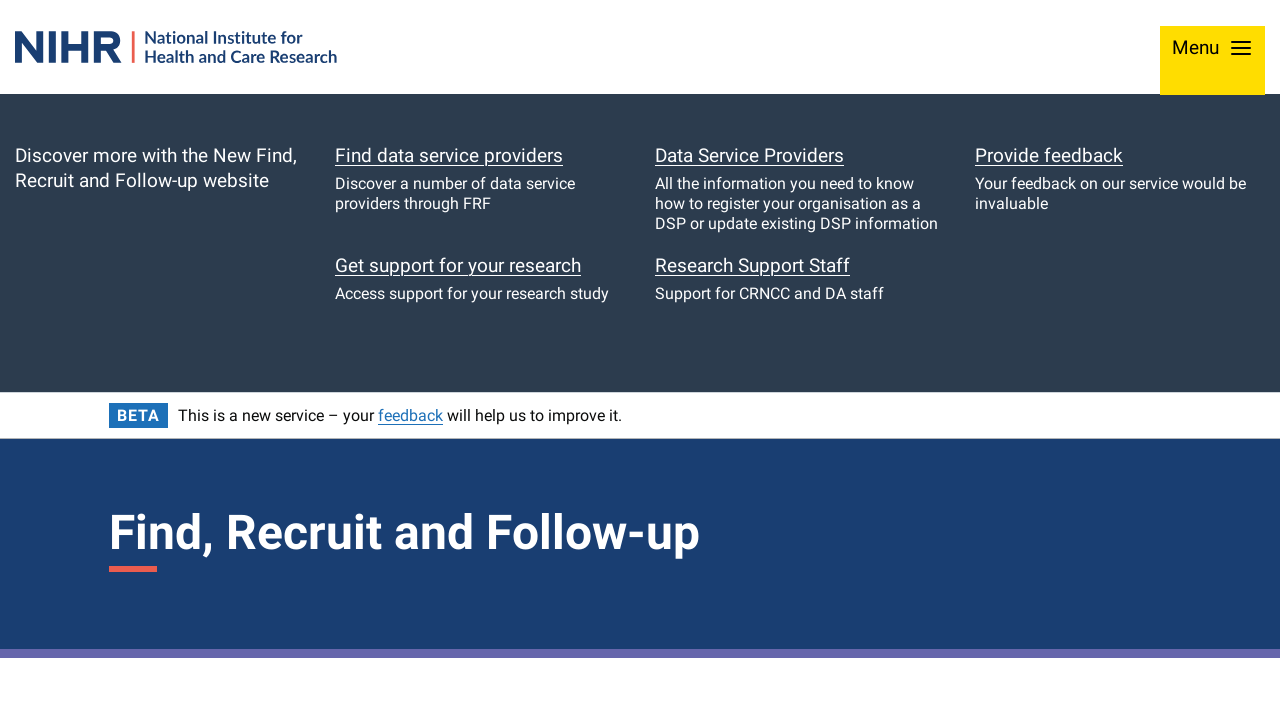 NIHR
National Institute for
Health and Care Research
Menu
Discover more with the New Find,
Recruit and Follow-up website
Find data service providers
Discover a number of data service
providers through FRF
Data Service Providers
All the information you need to know
how to register your organisation as a
DSP or update existing DSP information
Provide feedback
Your feedback on our service would be
invaluable
Get support for your research
Access support for your research study
Research Support Staff
Support for CRNCC and DA staff
BETA This is a new service – your feedback will help us to improve it.
Find, Recruit and Follow-up